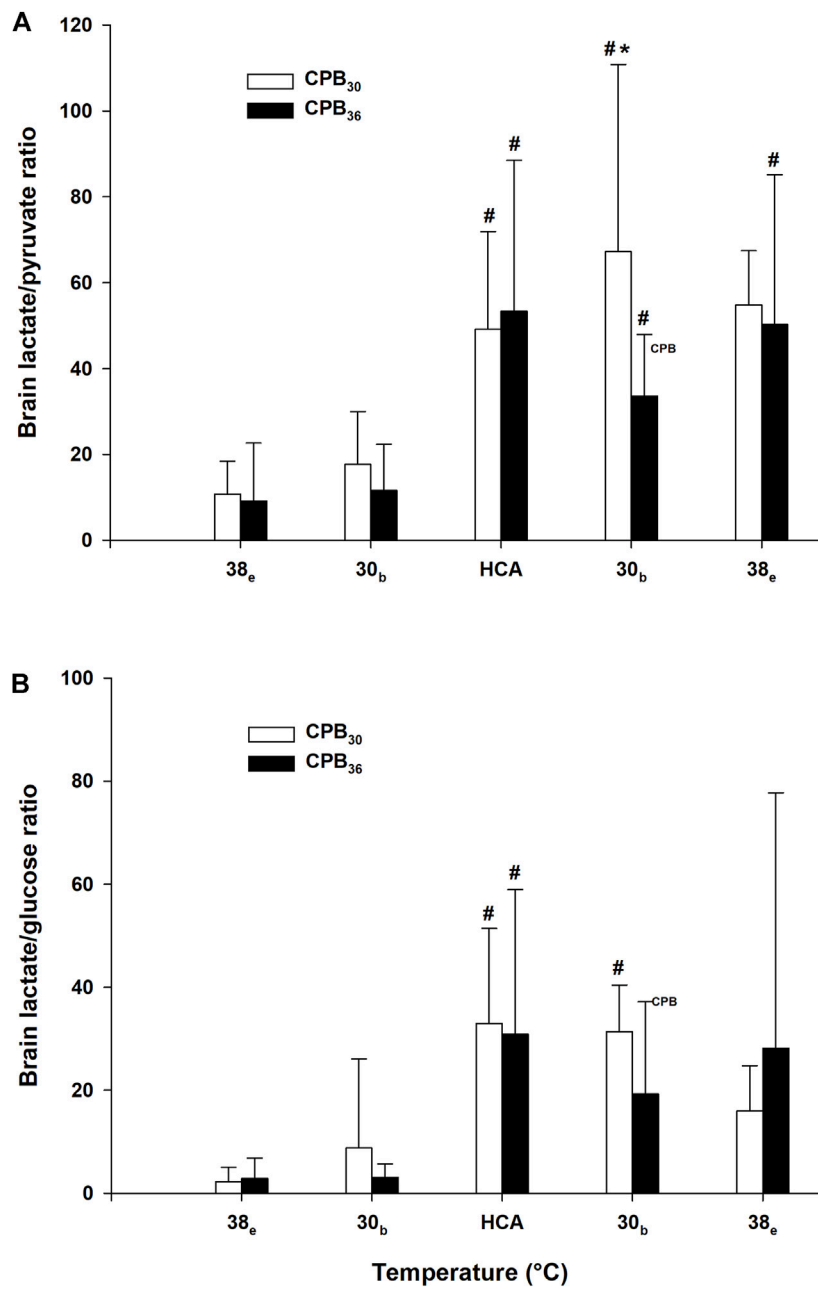 A
Brain lactate/pyruvate ratio
120
100
80
60
40
20
0
CPB30
CPB36
#
#
# *
#
CPB
#
38e
30b
HCA
30b
38e
B
Brain lactate/glucose ratio
100
80
60
40
20
0
CPB30
CPB36
#
#
#
CPB
38e
30b
HCA
30b
38e
Temperature (°C)